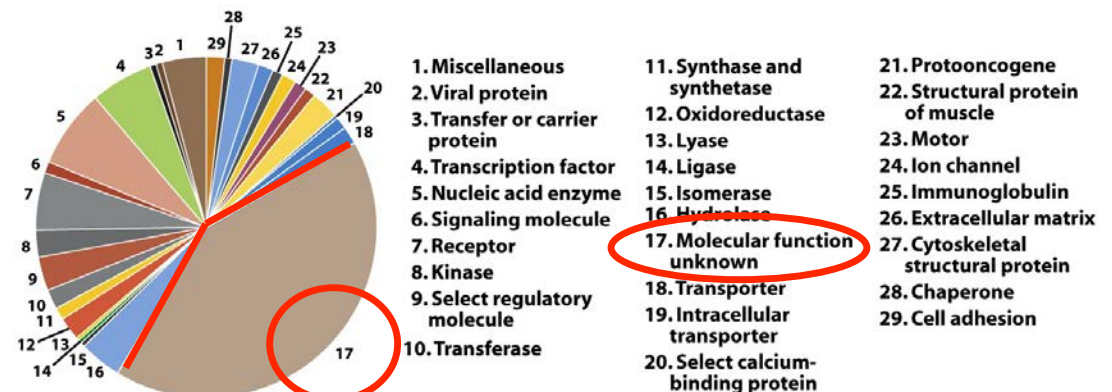 28
25
23
32
1
29
27
26
24
22
21
20
19
18
4
5
6
7
8
9
10
11
12
13
14
15
16
17
1. Miscellaneous
2. Viral protein
3. Transfer or carrier
protein
4. Transcription factor
5. Nucleic acid enzyme
6. Signaling molecule
7. Receptor
8. Kinase
9. Select regulatory
molecule
10. Transferase
11. Synthase and
synthetase
12. Oxidoreductase
13. Lyase
14. Ligase
15. Isomerase
16. Hydrolase
17. Molecular function
unknown
18. Transporter
19. Intracellular
transporter
20. Select calcium-
binding protein
21. Protooncogene
22. Structural protein
of muscle
23. Motor
24. Ion channel
25. Immunoglobulin
26. Extracellular matrix
27. Cytoskeletal
structural protein
28. Chaperone
29. Cell adhesion